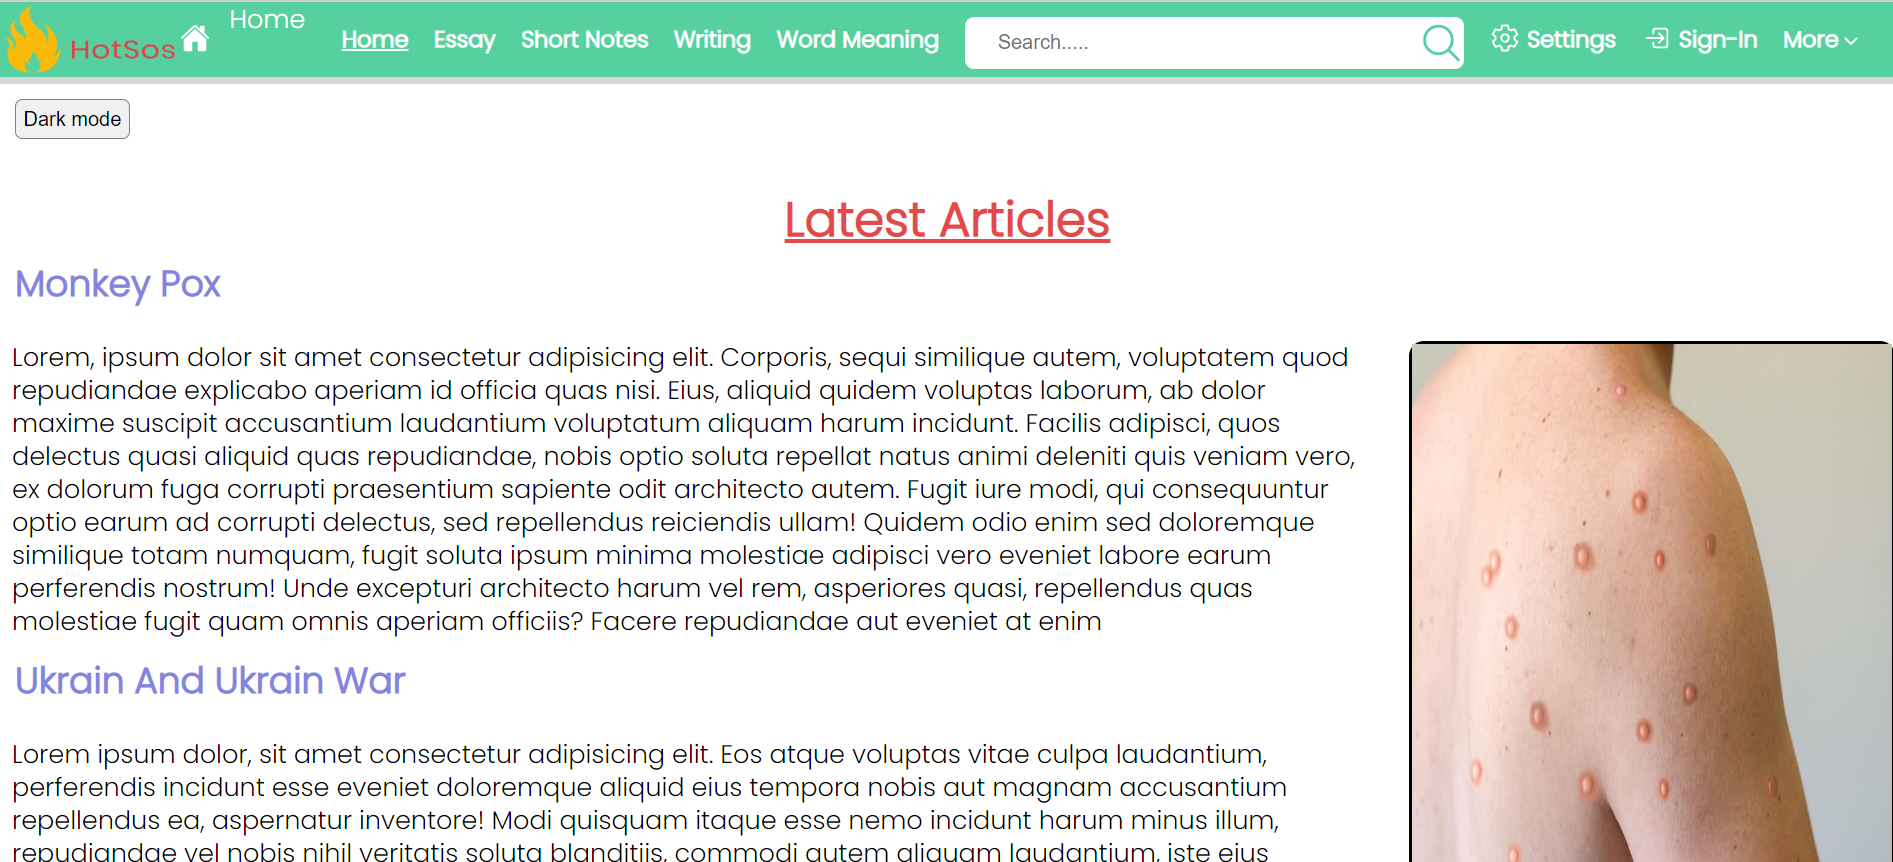 HotSos
Home
Home Essay Short Notes Writing Word Meaning Search..... Settings Sign-In More
Dark mode
Latest Articles
Monkey Pox
Lorem, ipsum dolor sit amet consectetur adipisicing elit. Corporis, sequi similique autem, voluptatem quod
repudiandae explicabo aperiam id officia quas nisi. Eius, aliquid quidem voluptas laborum, ab dolor
maxime suscipit accusantium laudantium voluptatum aliquam harum incidunt. Facilis adipisci, quos
delectus quasi aliquid quas repudiandae, nobis optio soluta repellat natus animi deleniti quis veniam vero,
ex dolorum fuga corrupti praesentium sapiente odit architecto autem. Fugit iure modi, qui consequuntur
optio earum ad corrupti delectus, sed repellendus reiciendis ullam! Quidem odio enim sed doloremque
similique totam numquam, fugit soluta ipsum minima molestiae adipisci vero eveniet labore earum
perferendis nostrum! Unde excepturi architecto harum vel rem, asperiores quasi, repellendus quas
molestiae fugit quam omnis aperiam officiis? Facere repudiandae aut eveniet at enim
Ukrain And Ukrain War
Lorem ipsum dolor, sit amet consectetur adipisicing elit. Eos atque voluptas vitae culpa laudantium,
perferendis incidunt esse eveniet doloremque aliquid eius tempora nobis aut magnam accusantium
repellendus ea, aspernatur inventore! Modi quisquam itaque esse nemo incidunt harum minus illum,
repudiandae vel nobis nihil veritatis soluta blanditiis, commodi autem aliquam laudantium, iste eius